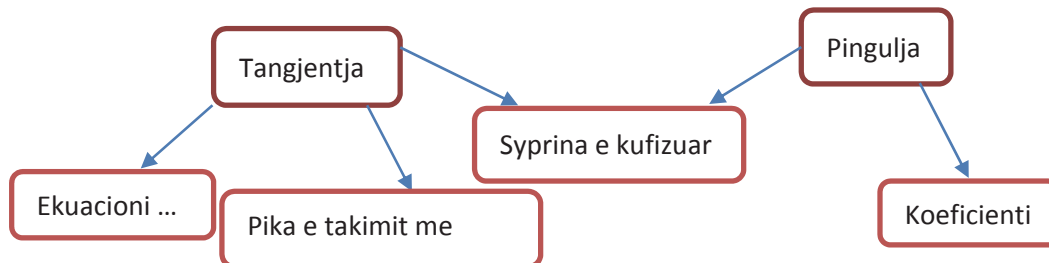 Tangjentja
Pingulja
Syprina e kufizuar
Ekuacioni ...
Pika e takimit me
Koeficienti